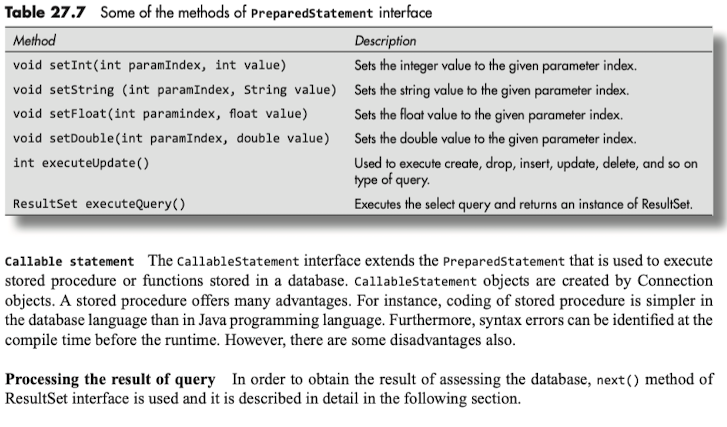 Table 27.7 Some of the methods of PreparedStatement interface
Method Description
void setInt(int paramIndex, int value) Sets the integer value to the given parameter index.
void setString (int paramIndex, String value) Sets the string value to the given parameter index.
void setFloat(int paramindex, float value) Sets the float value to the given parameter index.
void setDouble(int paramIndex, double value) Sets the double value to the given parameter index.
int executeUpdate() Used to execute create, drop, insert, update, delete, and so on
type of query.
ResultSet executeQuery() Executes the select query and returns an instance of ResultSet.
Callable statement The CallableStatement interface extends the PreparedStatement that is used to execute
stored procedure or functions stored in a database. CallableStatement objects are created by Connection
objects. A stored procedure offers many advantages. For instance, coding of stored procedure is simpler in
the database language than in Java programming language. Furthermore, syntax errors can be identified at the
compile time before the runtime. However, there are some disadvantages also.
Processing the result of query In order to obtain the result of assessing the database, next() method of
ResultSet interface is used and it is described in detail in the following section.